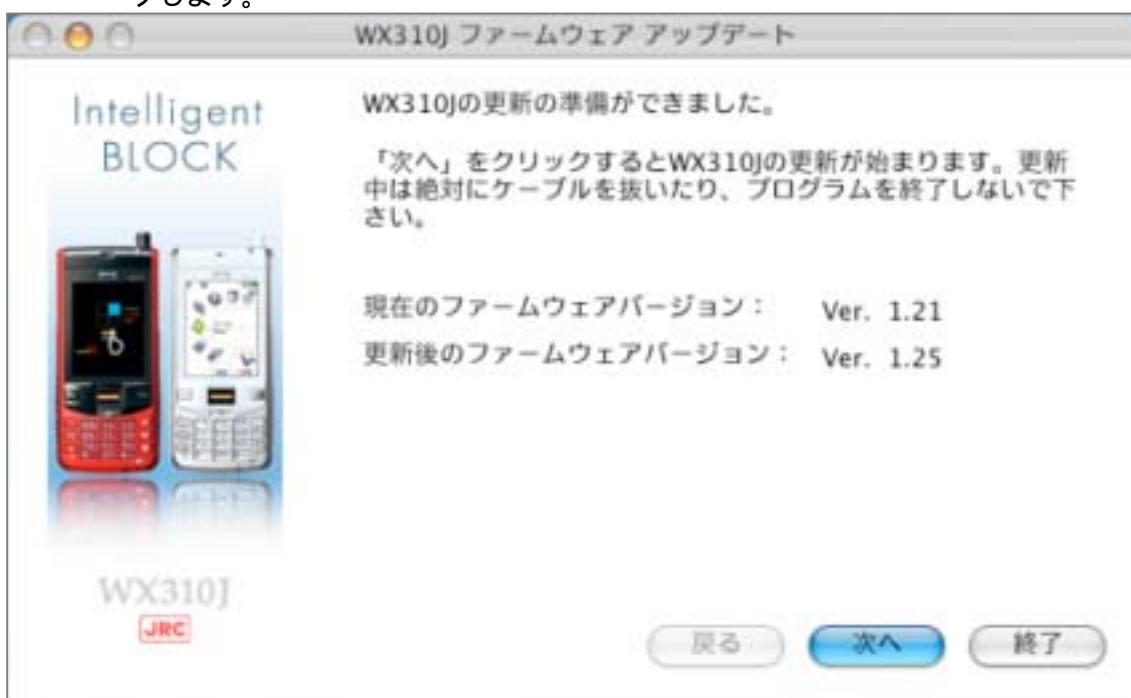 クします。
WX310J ファームウェア アップデート
Intelligent
BLOCK
WX310Jの更新の準備ができました。
「次へ」をクリックするとWX310Jの更新が始まります。更新
中は絶対にケーブルを抜いたり、プログラムを終了しないで下
さい。
現在のファームウェアバージョン： Ver. 1.21
更新後のファームウェアバージョン： Ver. 1.25
WX310J
JRC
戻る 次へ 終了